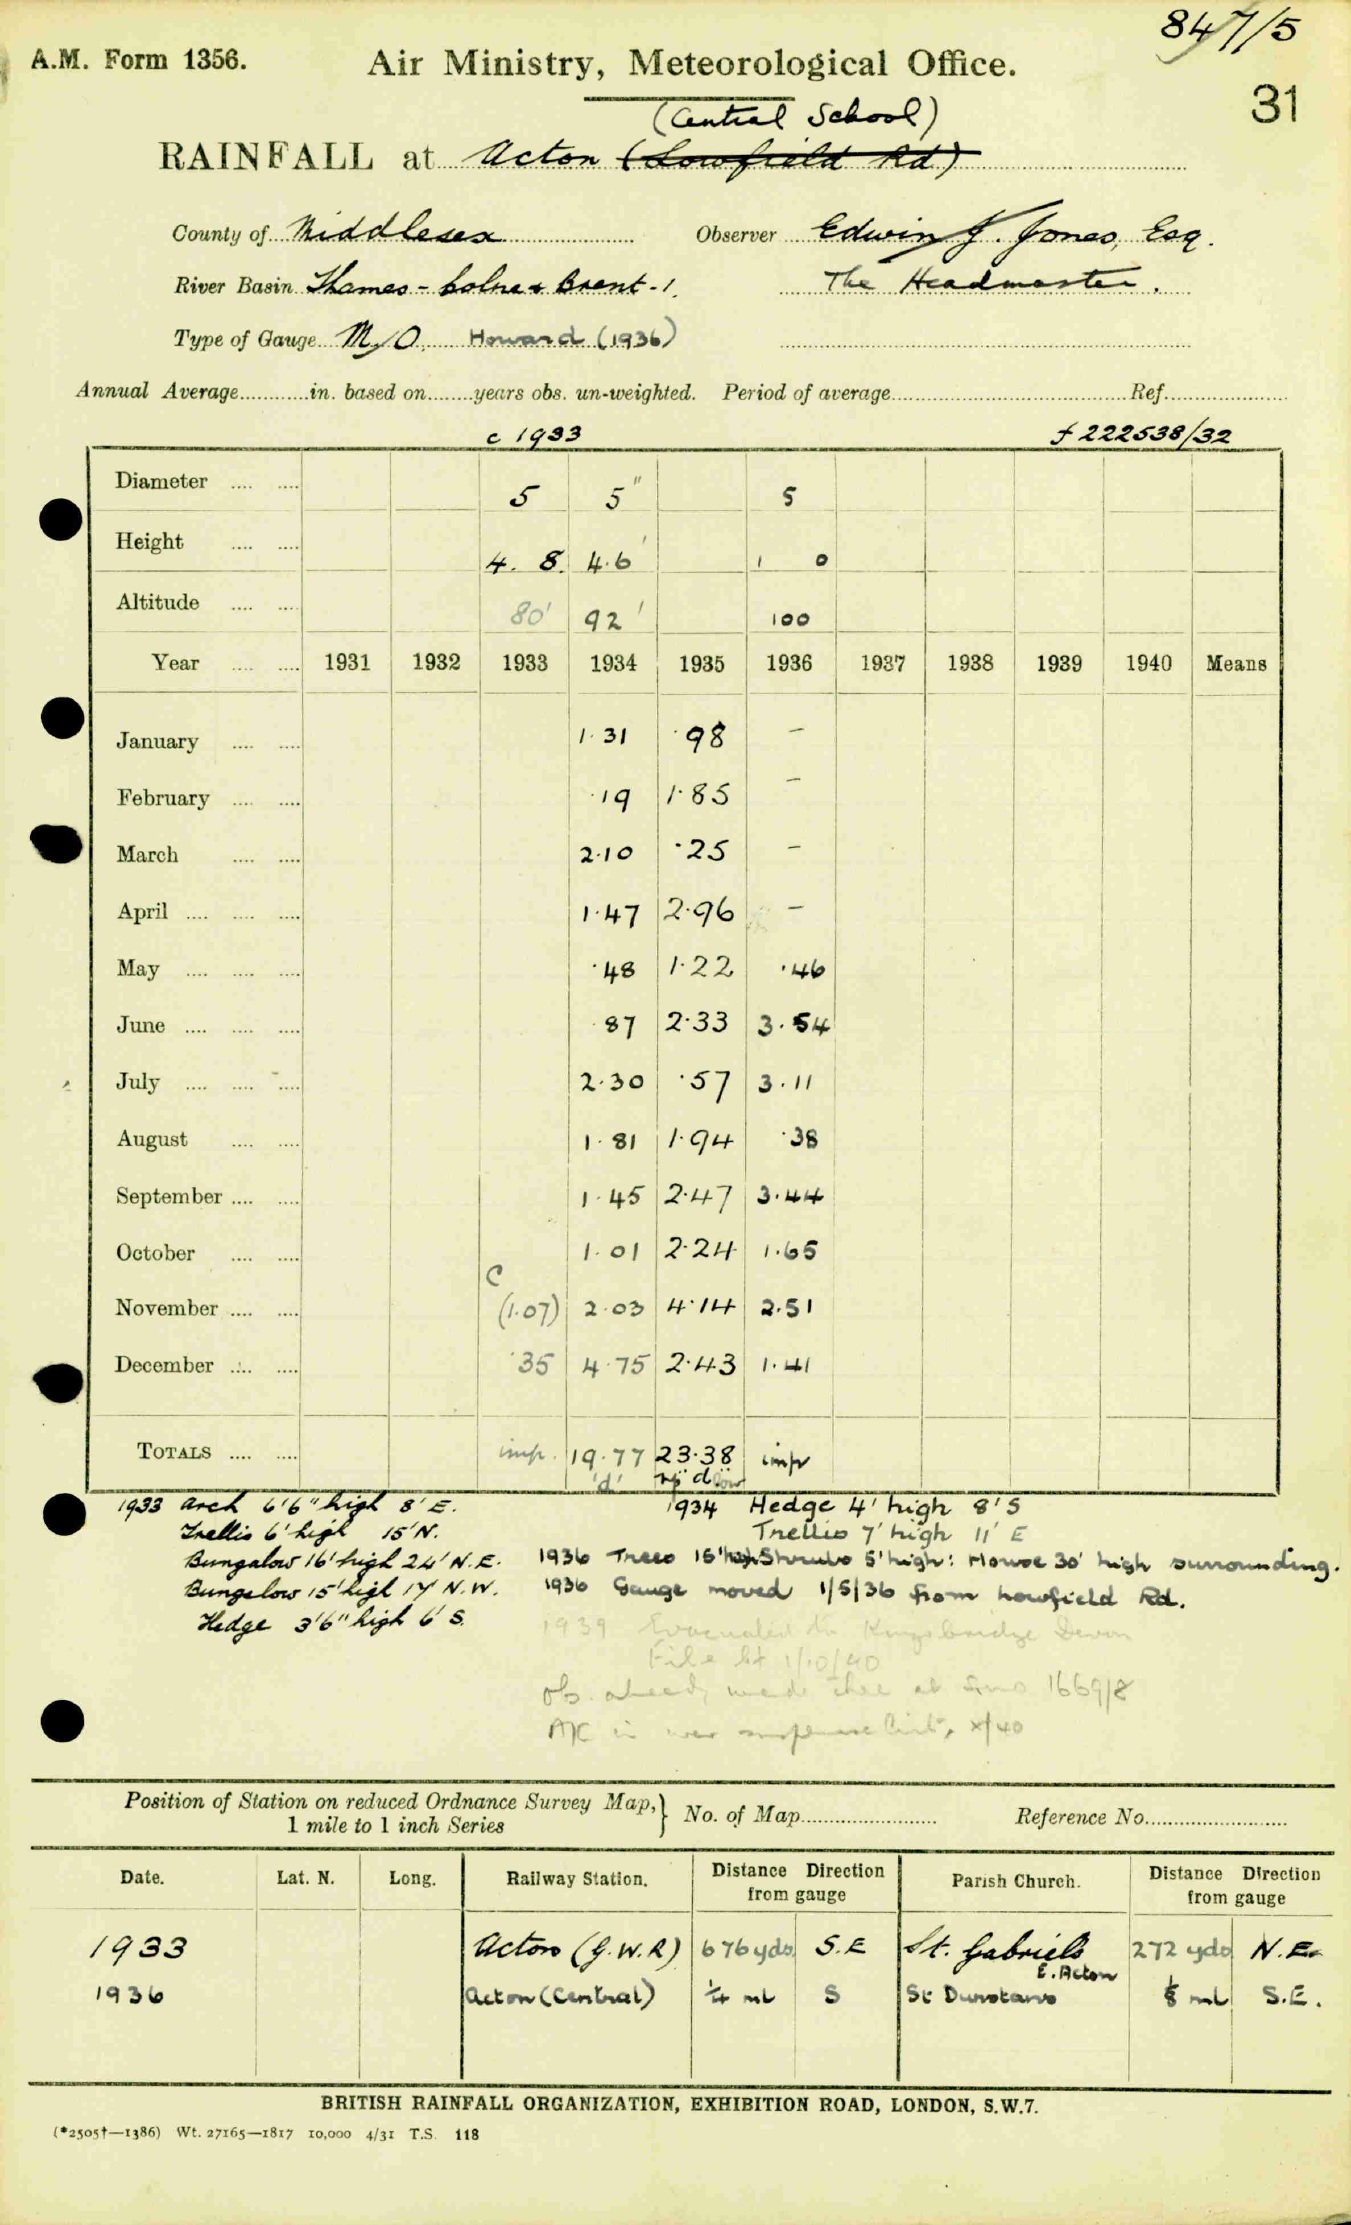 847/5
A.M. Form 1356. Air Ministry, Meteorological Office.
31
(Central School)
RAINFALL at Acton (Lowfield Rd)
County of Middlesex Observer Edwin J. Jones, Esq.
River Basin Thames - Colne & Brent - 1. The Headmaster.
Type of Gauge M.O. Howard (1936)
Annual Average in. based on years obs. un-weighted. Period of average Ref.
c 1933 f 222538/32
Diameter 5 5" 5
Height 4. 8. 4.6' 1 0
Altitude 80' 92' 100
Year 1931 1932 1933 1934 1935 1936 1937 1938 1939 1940 Means
January 1.31 .98 –
February .19 1.85 –
March 2.10 .25 –
April 1.47 2.96 –
May .48 1.22 .46
June .87 2.33 3.54
July 2.30 .57 3.11
August 1.81 1.94 .38
September 1.45 2.47 3.44
October 1.01 2.24 1.65
C
November (1.07) 2.03 4.14 2.51
December .35 4.75 2.43 1.41
TOTALS imp. 19.77 23.38 imp
'd' "d" low
1933 Arch 6'6" high 8' E. 1934 Hedge 4' high 8' S
Trellis 6' high 15' N. Trellis 7' high 11' E
Bungalow 16' high 24' N.E. 1936 Trees 15' high Shrubs 5' high: House 30' high surrounding.
Bungalow 15' high 17' N.W. 1936 Gauge moved 1/5/36 from Lowfield Rd.
Hedge 3'6" high 6' S.
1939 Evacuated to Kingsbridge Devon
File 1/10/40
obs. already made there at 1669/8
A/C in war suspense list, x/40
Position of Station on reduced Ordnance Survey Map, } No. of Map Reference No.
1 mile to 1 inch Series
Date. Lat. N. Long. Railway Station. Distance Direction from gauge Parish Church. Distance Direction from gauge
1933 Acton (G.W.R) 676 yds. S.E St. Gabriels 272 yds N.E.
E. Acton
1936 Acton (Central) ¼ ml S St Dunstans ⅛ ml S.E.
BRITISH RAINFALL ORGANIZATION, EXHIBITION ROAD, LONDON, S.W.7.
(*2505†—1386) Wt. 27165—1817 10,000 4/31 T.S. 118